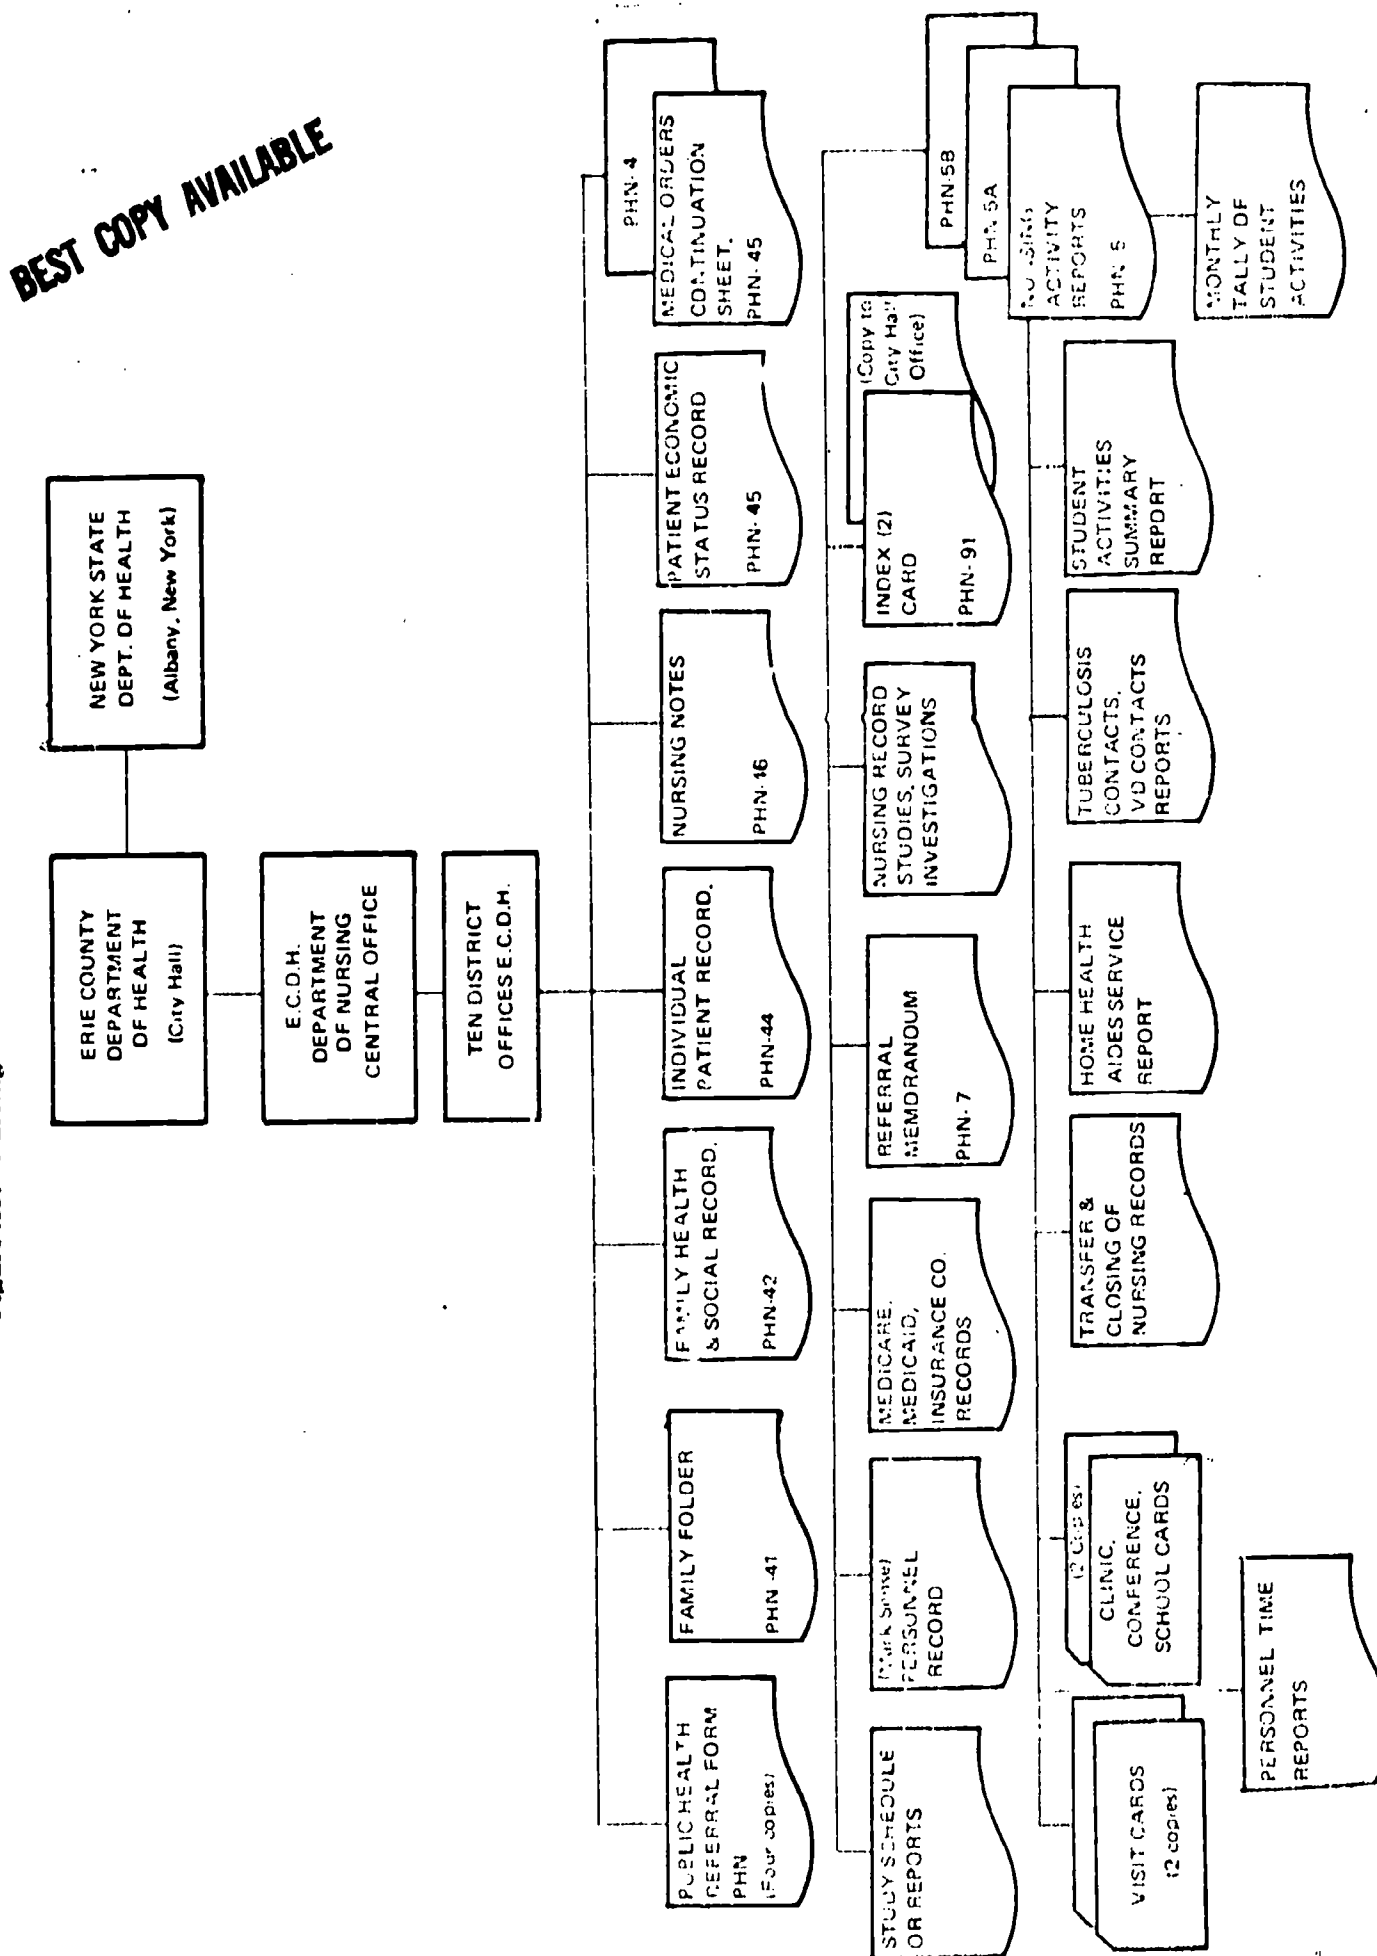 BEST COPY AVAILABLE
NEW YORK STATE
DEPT. OF HEALTH
(Albany, New York)
ERIE COUNTY
DEPARTMENT
OF HEALTH
(City Hall)
E.C.D.H.
DEPARTMENT
OF NURSING
CENTRAL OFFICE
TEN DISTRICT
OFFICES E.C.D.H.
PUBLIC HEALTH
REFERRAL FORM
PHN
(Four copies)
FAMILY FOLDER
PHN-41
FAMILY HEALTH
& SOCIAL RECORD.
PHN-42
INDIVIDUAL
PATIENT RECORD.
PHN-44
NURSING NOTES
PHN-16
PATIENT ECONOMIC
STATUS RECORD
PHN-45
PHN-4
MEDICAL ORDERS
CONTINUATION
SHEET.
PHN-45
STUDY SCHEDULE
OR REPORTS
(Mark Sense)
PERSONNEL
RECORD
MEDICARE.
MEDICAID,
INSURANCE CO.
RECORDS
REFERRAL
MEMORANDUM
PHN-7
NURSING RECORD
STUDIES, SURVEY
INVESTIGATIONS
(Copy to
City Hall
Office)
INDEX (2)
CARD
PHN-91
PHN-5B
PHN-5A
NURSING
ACTIVITY
REPORTS
PHN 5
VISIT CARDS
(2 copies)
(2 Copies)
CLINIC,
CONFERENCE,
SCHOOL CARDS
TRANSFER &
CLOSING OF
NURSING RECORDS
HOME HEALTH
AIDES SERVICE
REPORT
TUBERCULOSIS
CONTACTS,
VD CONTACTS
REPORTS
STUDENT
ACTIVITIES
SUMMARY
REPORT
MONTHLY
TALLY OF
STUDENT
ACTIVITIES
PERSONNEL TIME
REPORTS